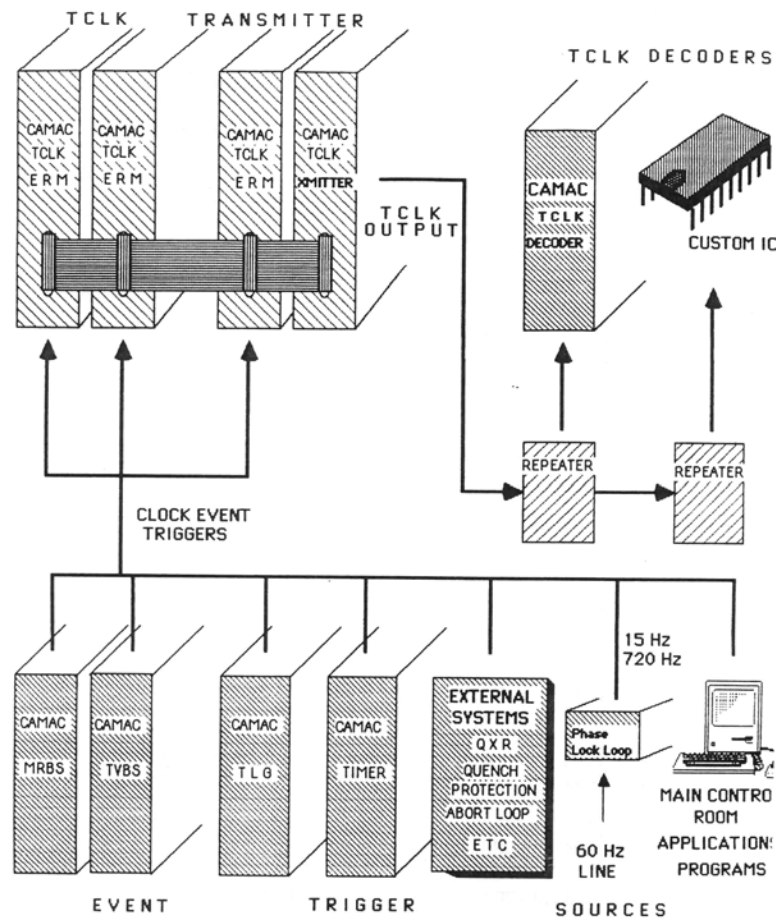 TCLK TRANSMITTER
TCLK DECODERS
CAMAC
TCLK
ERM
CAMAC
TCLK
ERM
CAMAC
TCLK
ERM
CAMAC
TCLK
XMITTER
TCLK
OUTPUT
CAMAC
TCLK
DECODER
CUSTOM IC
REPEATER
REPEATER
CLOCK EVENT
TRIGGERS
15 Hz
720 Hz
CAMAC
MRBS
CAMAC
TVBS
CAMAC
TLG
CAMAC
TIMER
EXTERNAL
SYSTEMS
QXR
QUENCH
PROTECTION
ABORT LOOP
ETC
Phase
Lock Loop
60 Hz
LINE
MAIN CONTRO
ROOM
APPLICATION
PROGRAMS
EVENT TRIGGER SOURCES